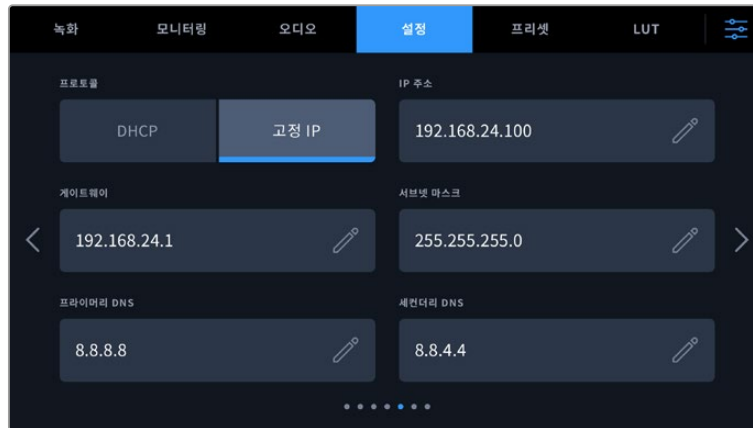 녹화 모니터링 오디오 설정 프리셋 LUT
프로토콜 IP 주소
DHCP 고정 IP 192.168.24.100
게이트웨이 서브넷 마스크
192.168.24.1 255.255.255.0
프라이머리 DNS 세컨더리 DNS
8.8.8.8 8.8.4.4